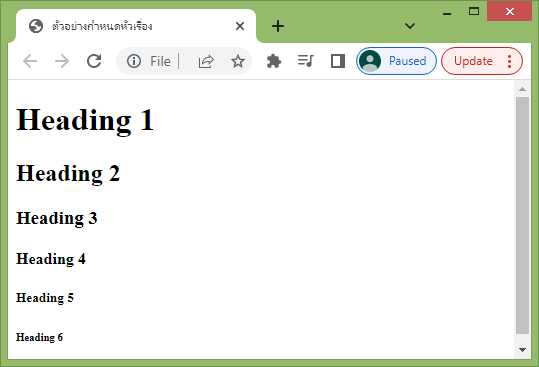 ตัวอย่างกำหนดหัวเรื่อง
File
Paused
Update
Heading 1
Heading 2
Heading 3
Heading 4
Heading 5
Heading 6